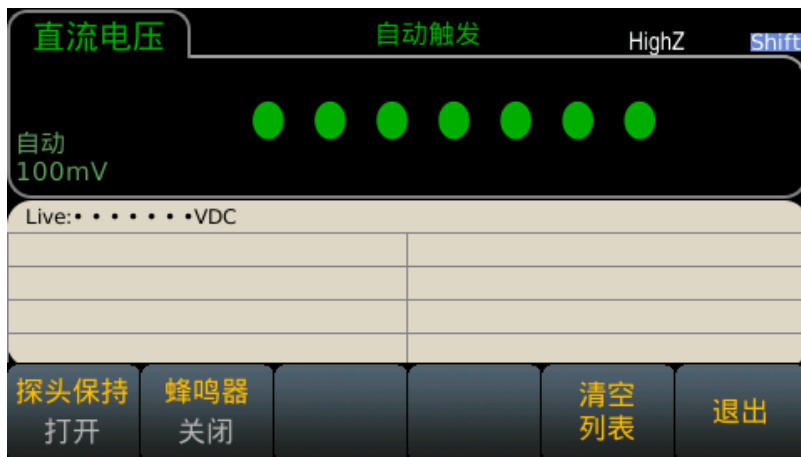 直流电压 自动触发 HighZ Shift
自动
100mV
Live:•••••••VDC
探头保持 蜂鸣器 清空
打开 关闭 列表 退出